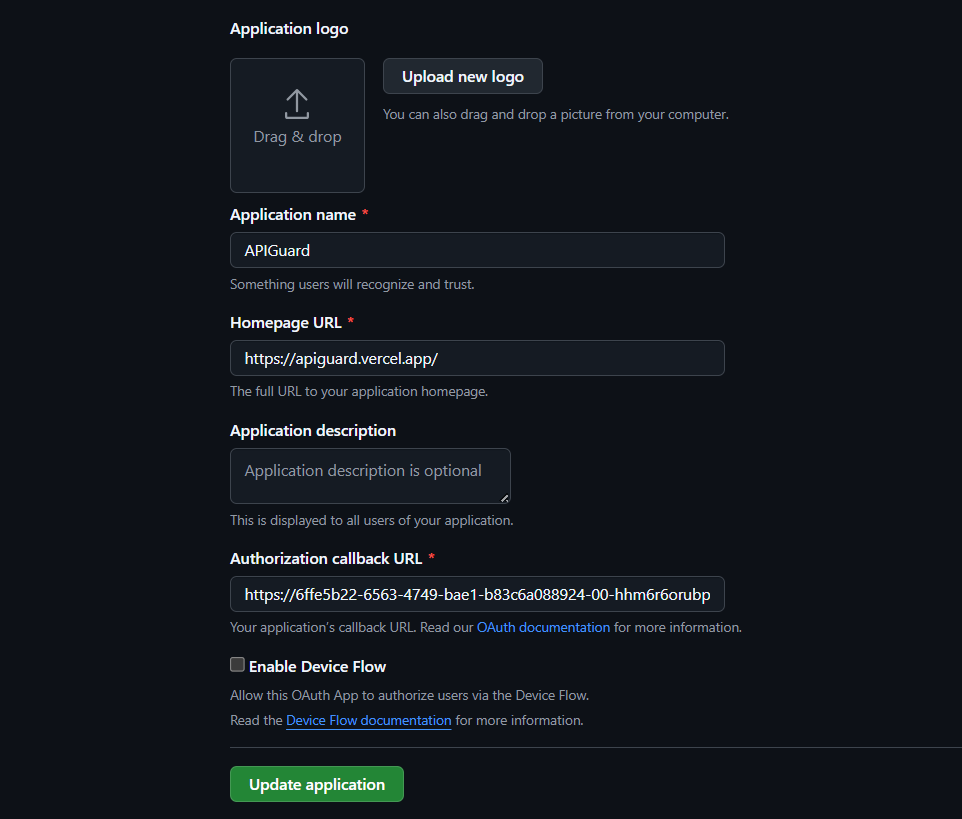 Application logo
Upload new logo
You can also drag and drop a picture from your computer.
Drag & drop
Application name *
APIGuard
Something users will recognize and trust.
Homepage URL *
https://apiguard.vercel.app/
The full URL to your application homepage.
Application description
Application description is optional
This is displayed to all users of your application.
Authorization callback URL *
https://6ffe5b22-6563-4749-bae1-b83c6a088924-00-hhm6r6orubp
Your application's callback URL. Read our OAuth documentation for more information.
Enable Device Flow
Allow this OAuth App to authorize users via the Device Flow.
Read the Device Flow documentation for more information.
Update application